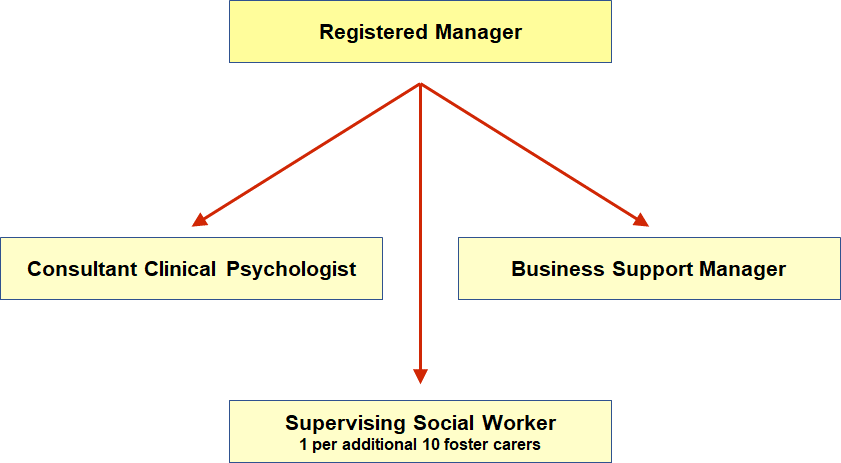 Registered Manager
Consultant Clinical Psychologist
Business Support Manager
Supervising Social Worker
1 per additional 10 foster carers